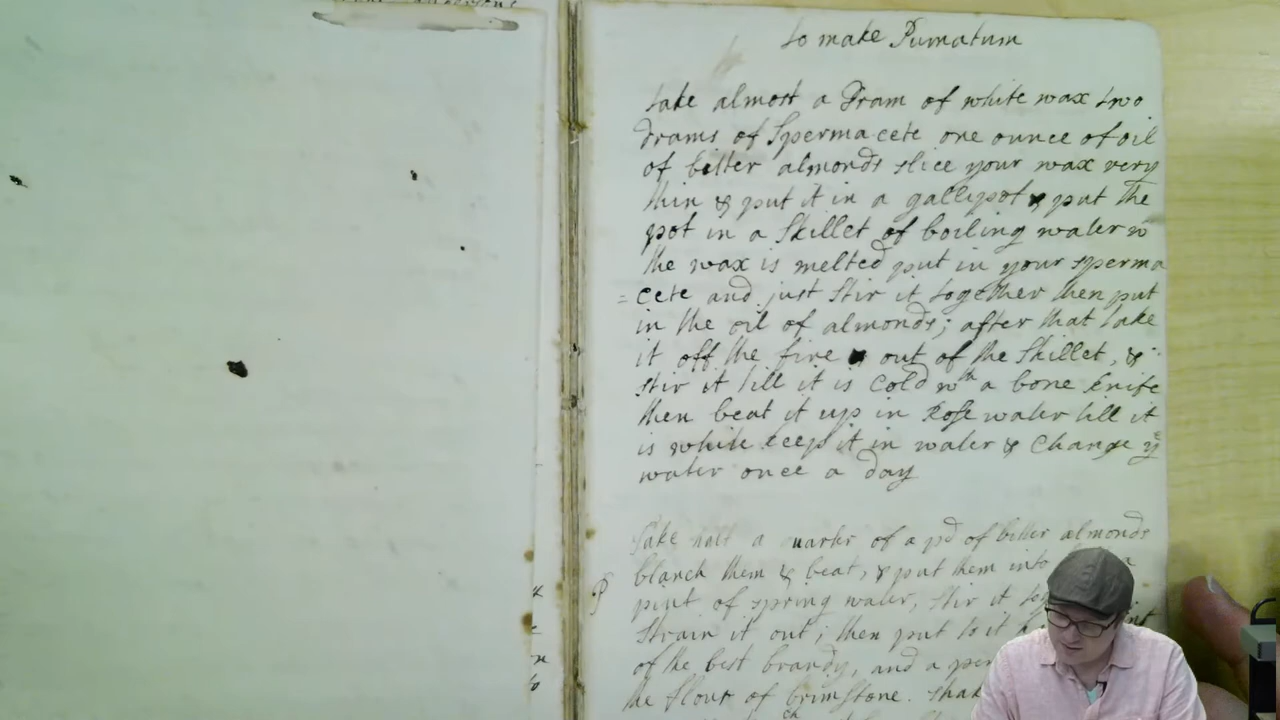 to make Pumatum
take almost a Dram of white wax two
drams of Sperma cete one ounce of oil
of bitter almonds slice your wax very
thin & put it in a gallipot & put the
pot in a Skillet of boiling water w
the wax is melted put in your sperma
= cete and just Stir it together then put
in the oil of almonds; after that take
it off the fire & out of the Skillet, &
stir it till it is Cold wth a bone knife
then beat it up in Rose water till it
is white keep it in water & Change ye
water once a day
Take half a quarter of a pd of bitter almonds
blanch them & beat, & put them into a
pint of spring water, stir it
strain it out; then put to it
of the best brandy, and a
the flour of brimstone.